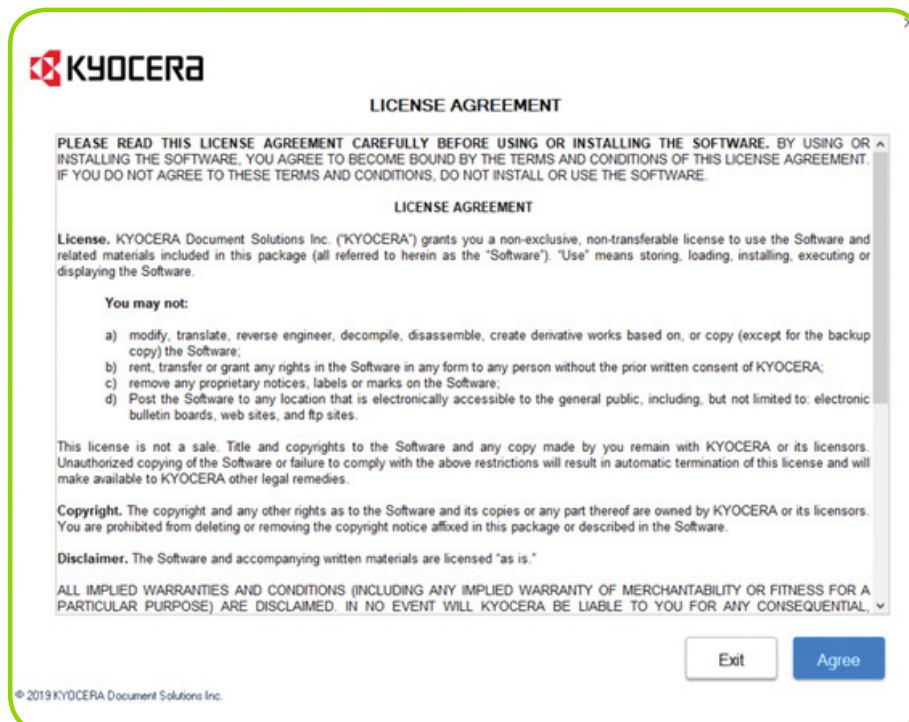 KYOCERA
LICENSE AGREEMENT
PLEASE READ THIS LICENSE AGREEMENT CAREFULLY BEFORE USING OR INSTALLING THE SOFTWARE. BY USING OR
INSTALLING THE SOFTWARE, YOU AGREE TO BECOME BOUND BY THE TERMS AND CONDITIONS OF THIS LICENSE AGREEMENT.
IF YOU DO NOT AGREE TO THESE TERMS AND CONDITIONS, DO NOT INSTALL OR USE THE SOFTWARE.
LICENSE AGREEMENT
License. KYOCERA Document Solutions Inc. ("KYOCERA") grants you a non-exclusive, non-transferable license to use the Software and
related materials included in this package (all referred to herein as the "Software"). "Use" means storing, loading, installing, executing or
displaying the Software.
You may not:
a) modify, translate, reverse engineer, decompile, disassemble, create derivative works based on, or copy (except for the backup
copy) the Software;
b) rent, transfer or grant any rights in the Software in any form to any person without the prior written consent of KYOCERA;
c) remove any proprietary notices, labels or marks on the Software;
d) Post the Software to any location that is electronically accessible to the general public, including, but not limited to: electronic
bulletin boards, web sites, and ftp sites.
This license is not a sale. Title and copyrights to the Software and any copy made by you remain with KYOCERA or its licensors.
Unauthorized copying of the Software or failure to comply with the above restrictions will result in automatic termination of this license and will
make available to KYOCERA other legal remedies.
Copyright. The copyright and any other rights as to the Software and its copies or any part thereof are owned by KYOCERA or its licensors.
You are prohibited from deleting or removing the copyright notice affixed in this package or described in the Software.
Disclaimer. The Software and accompanying written materials are licensed "as is."
ALL IMPLIED WARRANTIES AND CONDITIONS (INCLUDING ANY IMPLIED WARRANTY OF MERCHANTABILITY OR FITNESS FOR A
PARTICULAR PURPOSE) ARE DISCLAIMED. IN NO EVENT WILL KYOCERA BE LIABLE TO YOU FOR ANY CONSEQUENTIAL,
Exit
Agree
© 2019 KYOCERA Document Solutions Inc.